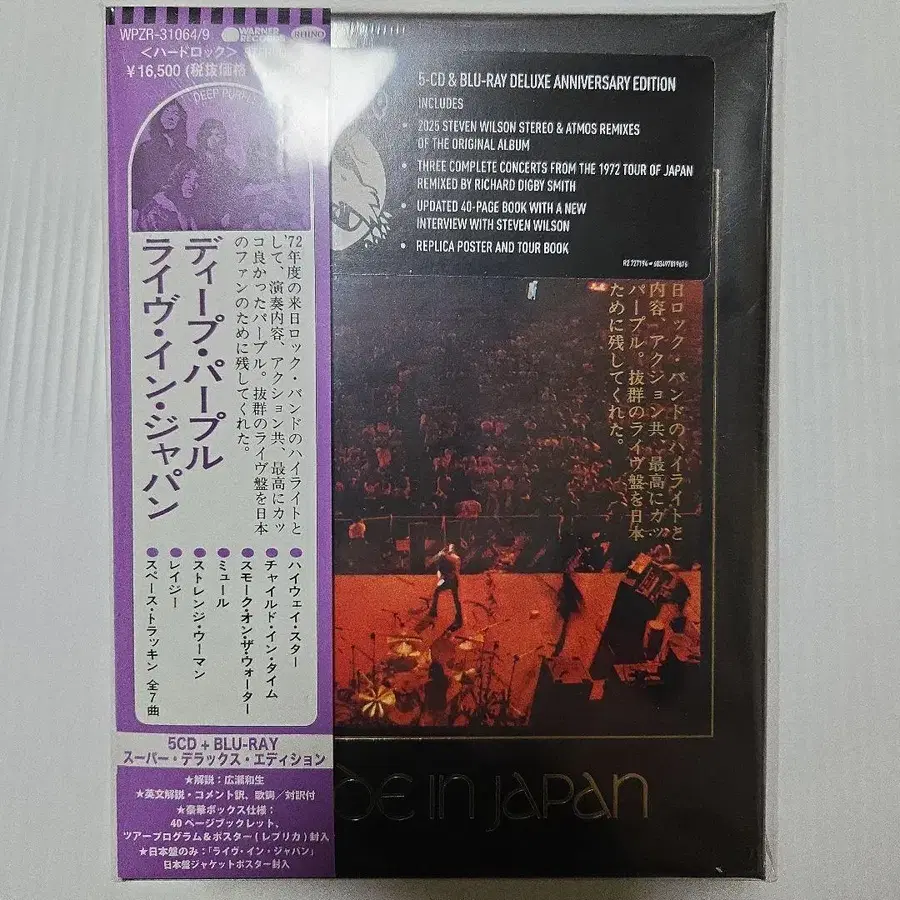 WPZR-31064/9
WARNER RECORDS
RHINO
<ハードロック>
¥16,500 (税抜価格
DEEP PURPLE
'72年度の来日ロック・バンドのハイライトと
して、演奏内容、アクション共、最高にカッ
コ良かったパープル。抜群のライヴ盤を日本
のファンのために残してくれた。
ディープ・パープル
ライヴ・イン・ジャパン
●ハイウェイ・スター
●チャイルド・イン・タイム
●スモーク・オン・ザ・ウォーター
●ミュール
●ストレンジ・ウーマン
●レイジー
●スペース・トラッキン 全7曲
5CD + BLU-RAY
スーパー・デラックス・エディション
★解説:広瀬和生
★英文解説・コメント訳、歌詞/対訳付
★豪華ボックス仕様:
40ページブックレット、
ツアープログラム&ポスター(レプリカ)封入
★日本盤のみ:「ライヴ・イン・ジャパン」
日本盤ジャケットポスター封入
5-CD & BLU-RAY DELUXE ANNIVERSARY EDITION
INCLUDES
• 2025 STEVEN WILSON STEREO & ATMOS REMIXES
OF THE ORIGINAL ALBUM
• THREE COMPLETE CONCERTS FROM THE 1972 TOUR OF JAPAN
REMIXED BY RICHARD DIGBY SMITH
• UPDATED 40-PAGE BOOK WITH A NEW
INTERVIEW WITH STEVEN WILSON
• REPLICA POSTER AND TOUR BOOK
R2 727196
日ロック・バンドのハイライトと
内容、アクション共、最高にカッ
パープル。抜群のライヴ盤を日本
ために残してくれた。
DE IN JAPAN